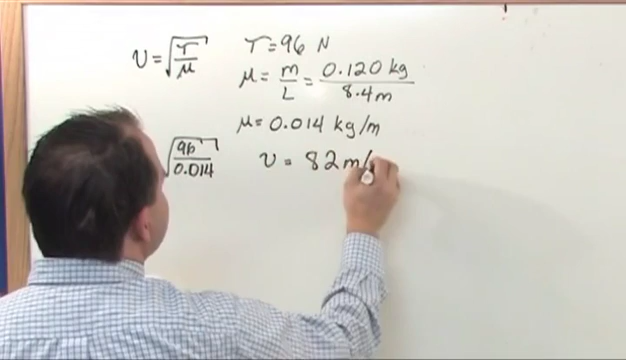 v = √(T/μ) T = 96 N
μ = m/L = 0.120 kg/8.4 m
μ = 0.014 kg/m
√(96/0.014) v = 82 m/